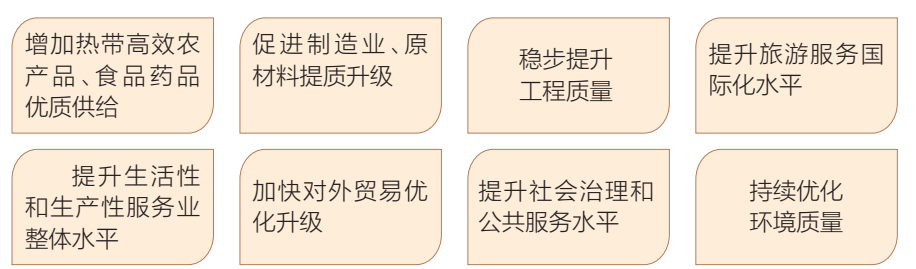 增加热带高效农
产品、食品药品
优质供给
促进制造业、原
材料提质升级
稳步提升
工程质量
提升旅游服务国
际化水平
提升生活性
和生产性服务业
整体水平
加快对外贸易优
化升级
提升社会治理和
公共服务水平
持续优化
环境质量